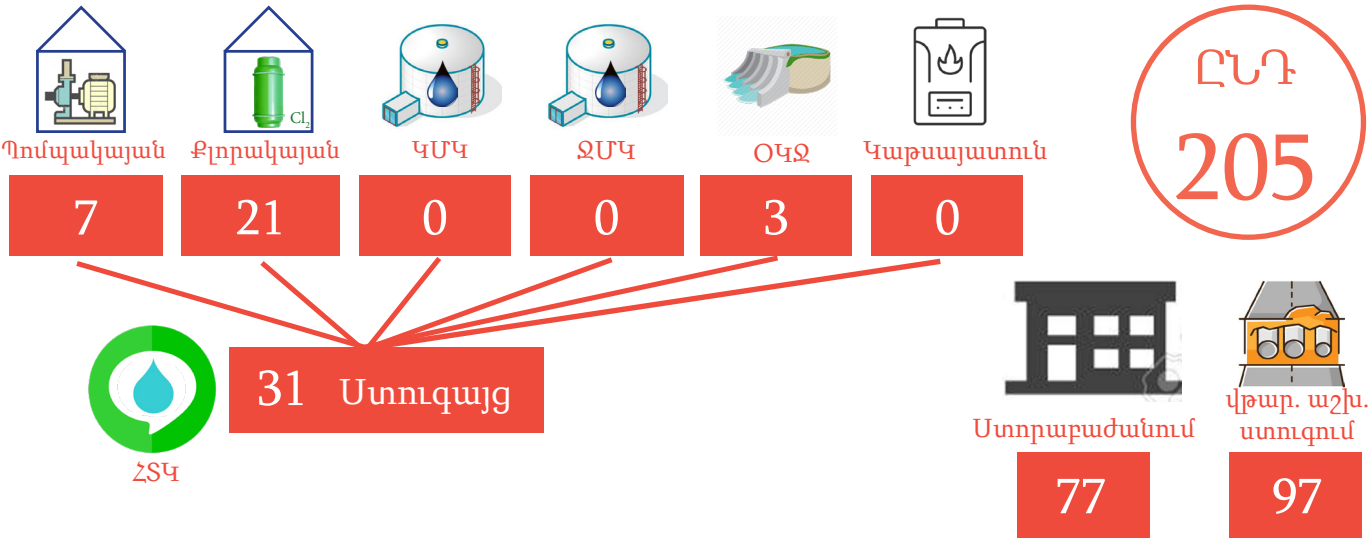 ԸՆԴ
205
Cl₂
Պոմպակայան Քլորակայան ԿՄԿ ՋՄԿ ՕԿՋ Կաթսայատուն
7 21 0 0 3 0
31 Ստուգայց
ՀՏԿ
Ստորաբաժանում
77
վթար. աշխ.
ստուգում
97